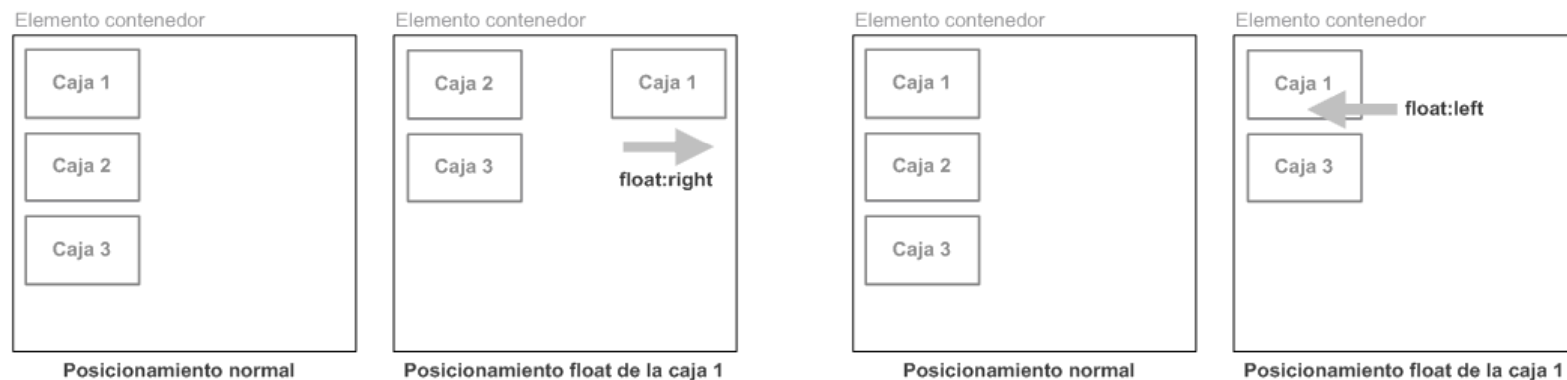 Elemento contenedor
Caja 1
Caja 2
Caja 3
Posicionamiento normal
Elemento contenedor
Caja 2
Caja 1
Caja 3
float:right
Posicionamiento float de la caja 1
Elemento contenedor
Caja 1
Caja 2
Caja 3
Posicionamiento normal
Elemento contenedor
Caja 1
float:left
Caja 3
Posicionamiento float de la caja 1